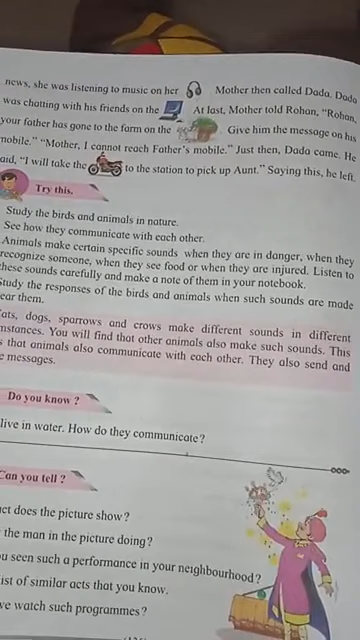 news, she was listening to music on her . Mother then called Dada. Dada
was chatting with his friends on the . At last, Mother told Rohan, "Rohan,
your father has gone to the farm on the . Give him the message on his
mobile." "Mother, I cannot reach Father's mobile." Just then, Dada came. He
aid, "I will take the to the station to pick up Aunt." Saying this, he left.
Try this.
Study the birds and animals in nature.
See how they communicate with each other.
Animals make certain specific sounds when they are in danger, when they
recognize someone, when they see food or when they are injured. Listen to
these sounds carefully and make a note of them in your notebook.
Study the responses of the birds and animals when such sounds are made
ear them.
Cats, dogs, sparrows and crows make different sounds in different
mstances. You will find that other animals also make such sounds. This
s that animals also communicate with each other. They also send and
e messages.
Do you know ?
live in water. How do they communicate?
Can you tell ?
act does the picture show?
the man in the picture doing?
ou seen such a performance in your neighbourhood?
ist of similar acts that you know.
ve watch such programmes?